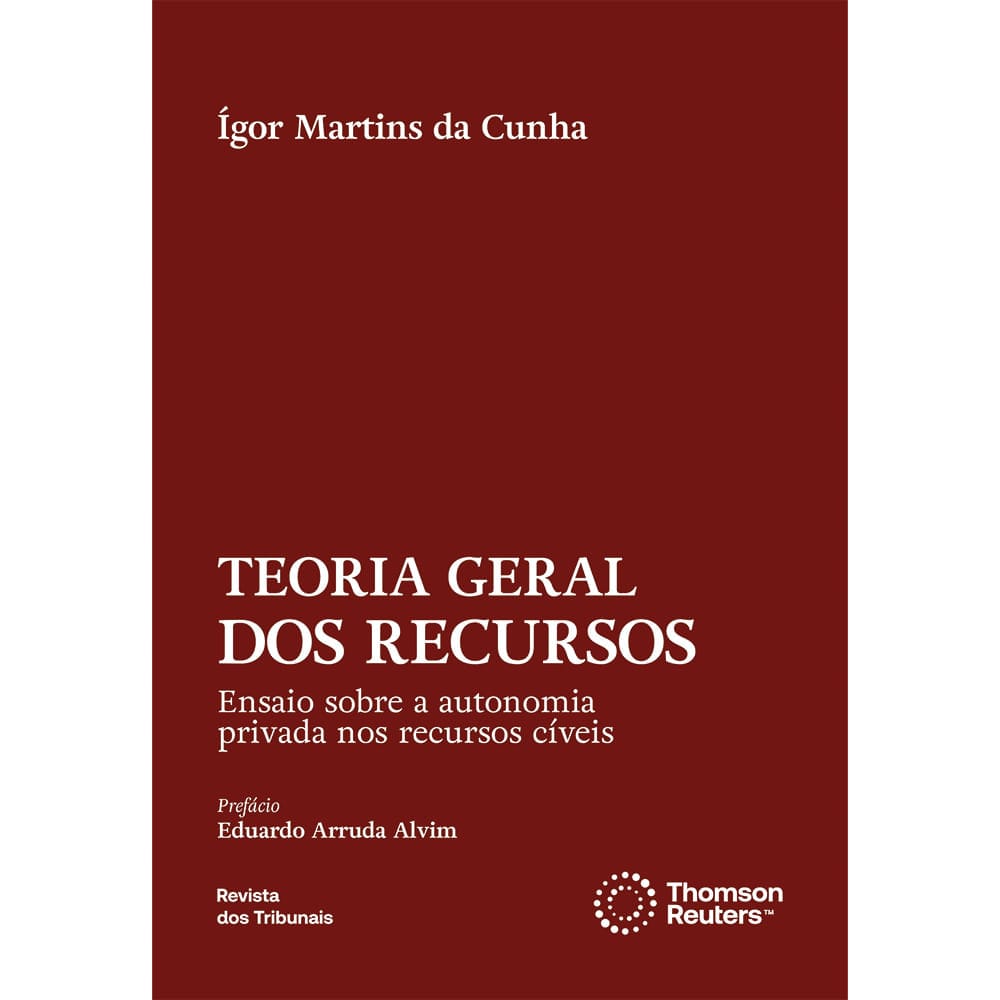 Ígor Martins da Cunha
TEORIA GERAL
DOS RECURSOS
Ensaio sobre a autonomia
privada nos recursos cíveis
Prefácio
Eduardo Arruda Alvim
Revista
dos Tribunais
Thomson
Reuters™